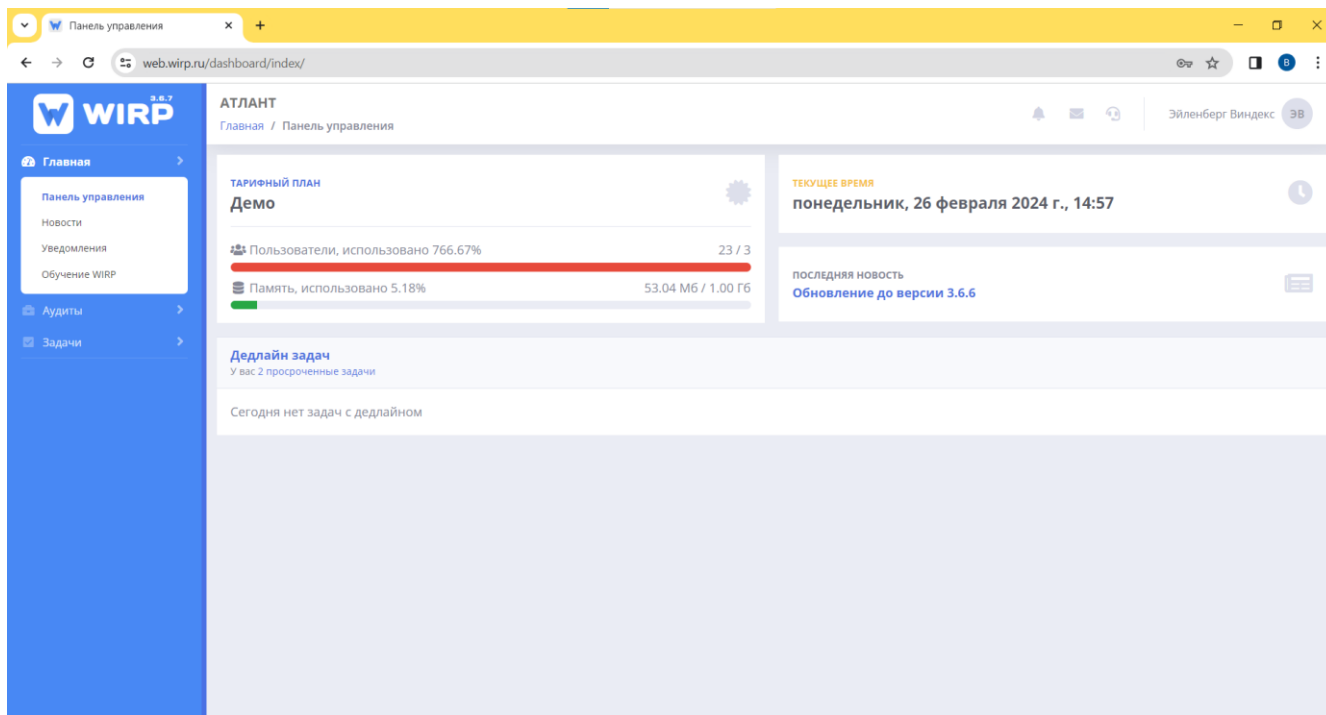 Панель управления
web.wirp.ru/dashboard/index/
B
WIRP
3.6.7
Главная
Панель управления
Новости
Уведомления
Обучение WIRP
Аудиты
Задачи
АТЛАНТ
Главная / Панель управления
Эйленберг Виндекс ЭВ
ТАРИФНЫЙ ПЛАН
Демо
Пользователи, использовано 766.67% 23 / 3
Память, использовано 5.18% 53.04 Мб / 1.00 Гб
ТЕКУЩЕЕ ВРЕМЯ
понедельник, 26 февраля 2024 г., 14:57
ПОСЛЕДНЯЯ НОВОСТЬ
Обновление до версии 3.6.6
Дедлайн задач
У вас 2 просроченные задачи
Сегодня нет задач с дедлайном